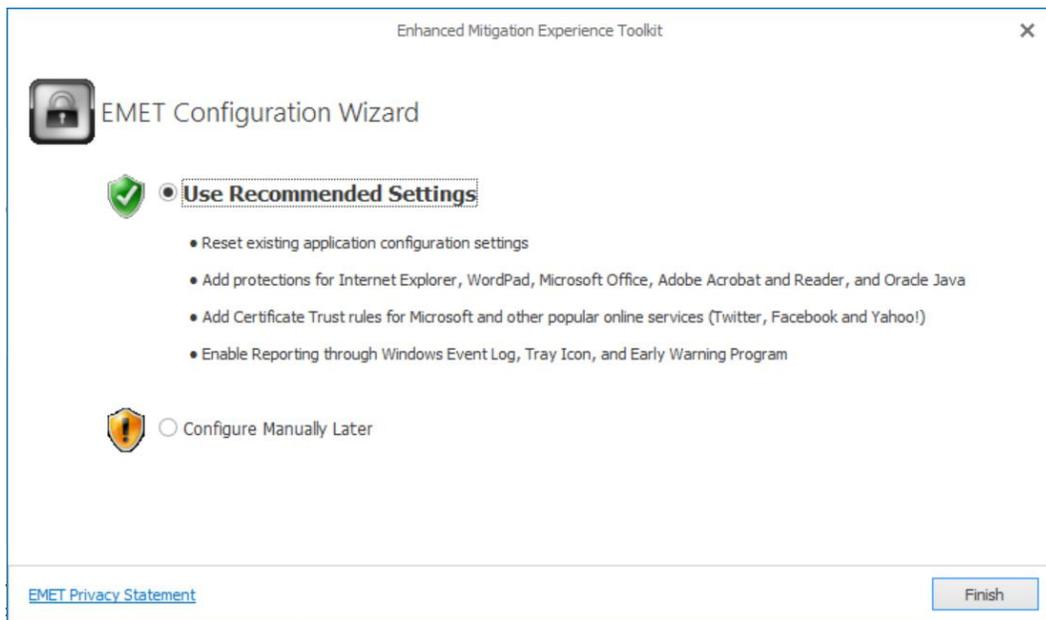 Enhanced Mitigation Experience Toolkit
EMET Configuration Wizard
Use Recommended Settings
• Reset existing application configuration settings
• Add protections for Internet Explorer, WordPad, Microsoft Office, Adobe Acrobat and Reader, and Oracle Java
• Add Certificate Trust rules for Microsoft and other popular online services (Twitter, Facebook and Yahoo!)
• Enable Reporting through Windows Event Log, Tray Icon, and Early Warning Program
Configure Manually Later
EMET Privacy Statement
Finish